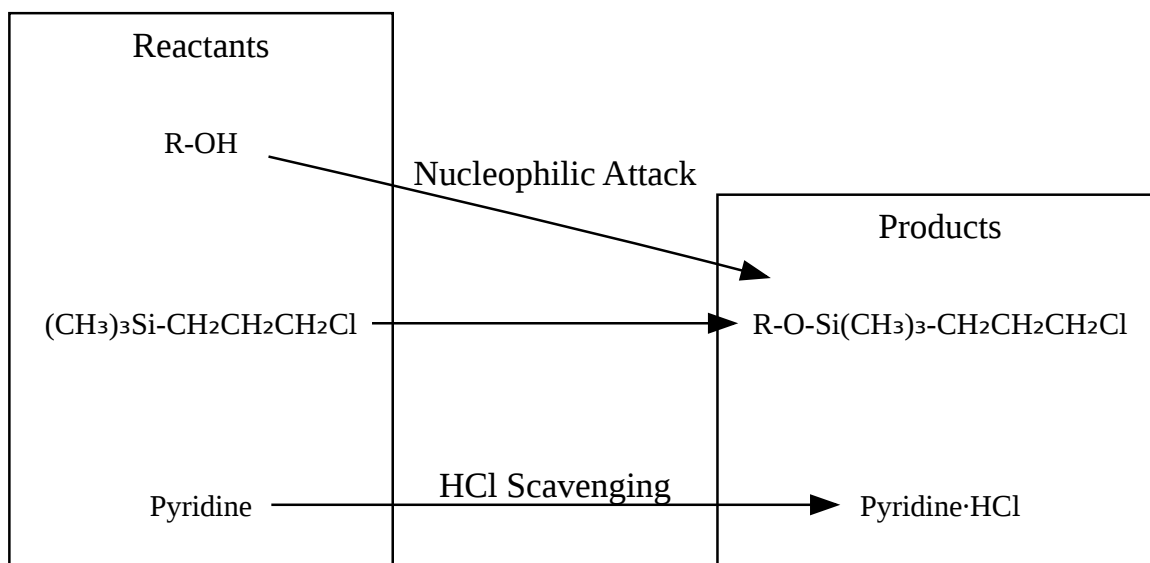 Reactants
R-OH
Nucleophilic Attack
Products
(CH₃)₃Si-CH₂CH₂CH₂Cl
R-O-Si(CH₃)₃-CH₂CH₂CH₂Cl
Pyridine
HCl Scavenging
Pyridine·HCl